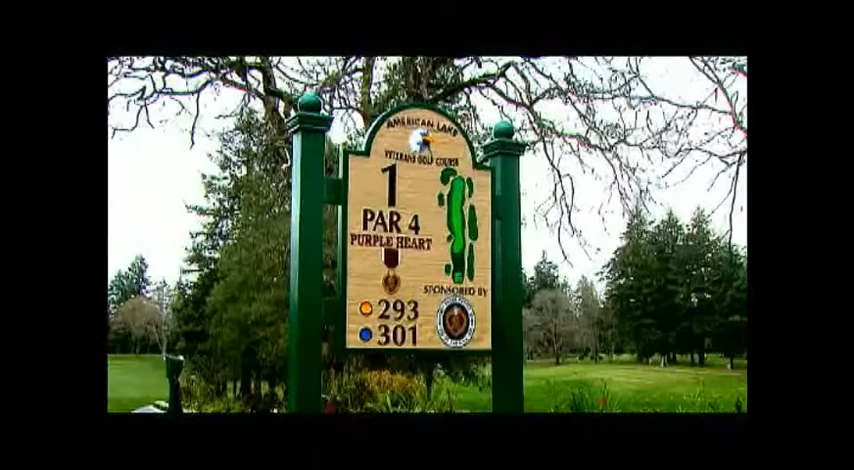 AMERICAN LAKE
VETERANS GOLF COURSE
1
PAR 4
PURPLE HEART
SPONSORED BY
293
301